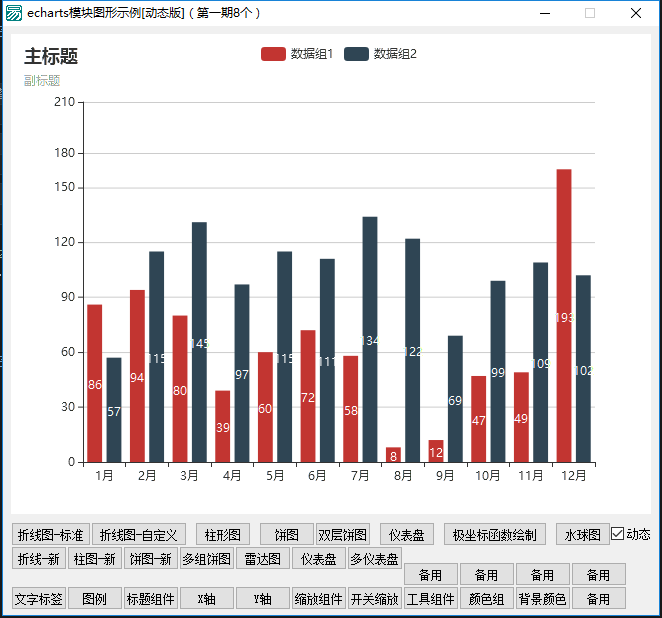 echarts模块图形示例[动态版] ( 第一期8个 )
主标题
副标题
数据组1 数据组2
210
180
150
120
90
60
30
0
86 57 94 115 80 145 39 97 60 115 72 111 58 134 8 122 12 69 47 99 49 109 193 102
1月 2月 3月 4月 5月 6月 7月 8月 9月 10月 11月 12月
折线图-标准 折线图-自定义 柱形图 饼图 双层饼图 仪表盘 极坐标函数绘制 水球图 动态
折线-新 柱图-新 饼图-新 多组饼图 雷达图 仪表盘 多仪表盘
备用 备用 备用 备用
文字标签 图例 标题组件 X轴 Y轴 缩放组件 开关缩放 工具组件 颜色组 背景颜色 备用